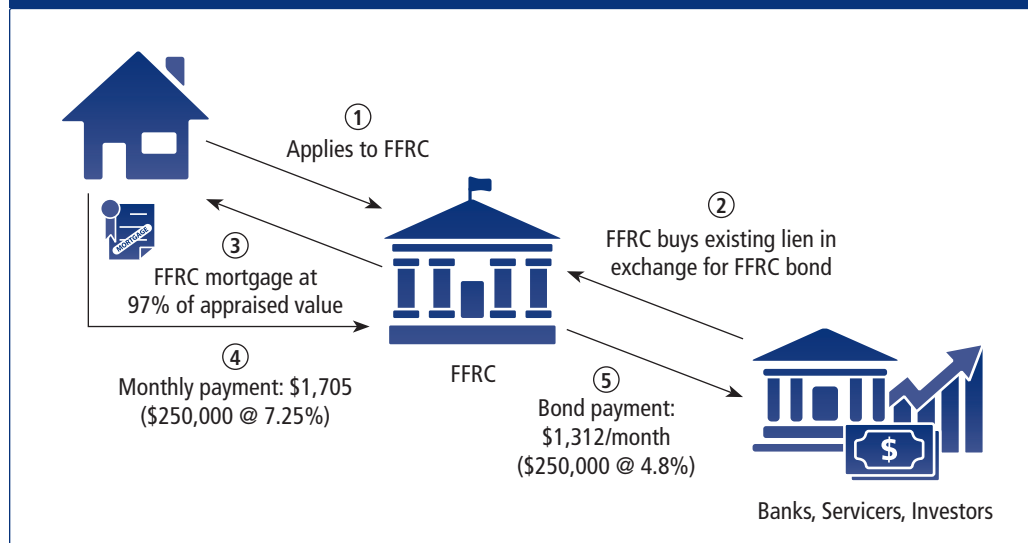 ①
Applies to FFRC
②
FFRC buys existing lien in
exchange for FFRC bond
MORTGAGE
③
FFRC mortgage at
97% of appraised value
④
Monthly payment: $1,705
($250,000 @ 7.25%)
FFRC
⑤
Bond payment:
$1,312/month
($250,000 @ 4.8%)
$
Banks, Servicers, Investors